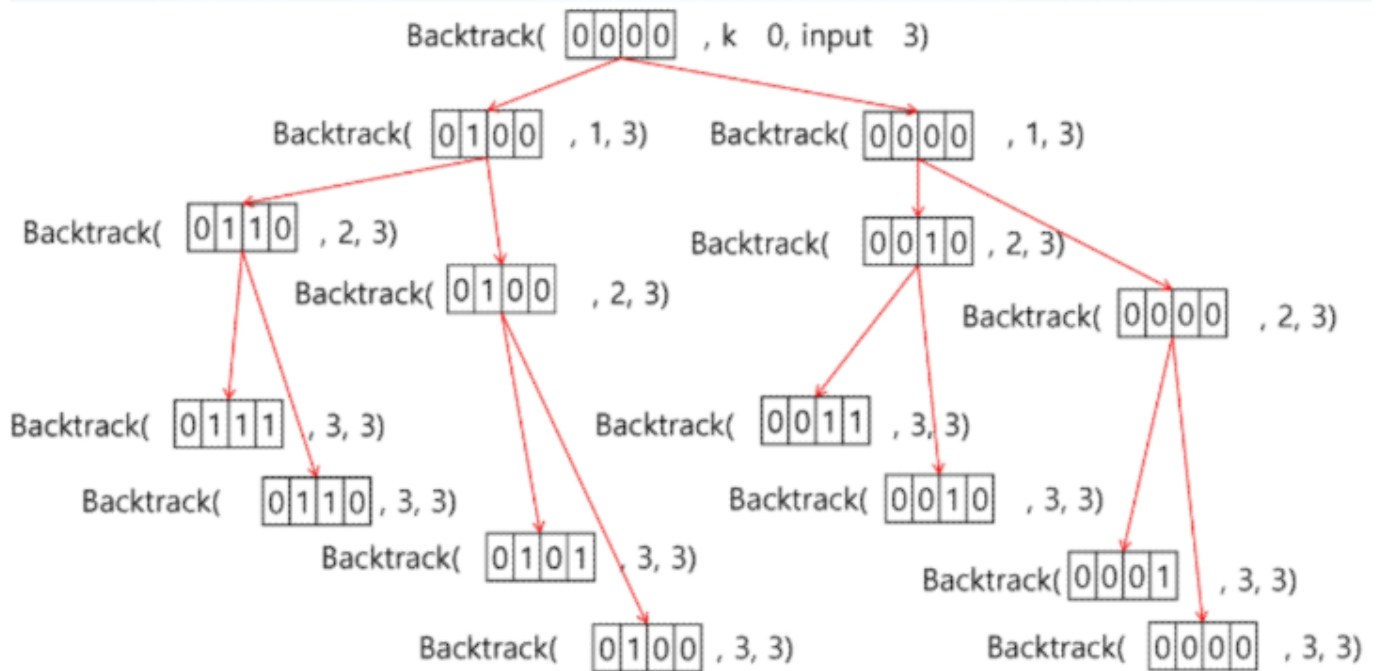 Backtrack( 0 0 0 0 , k 0, input 3)
Backtrack( 0 1 0 0 , 1, 3)
Backtrack( 0 0 0 0 , 1, 3)
Backtrack( 0 1 1 0 , 2, 3)
Backtrack( 0 0 1 0 , 2, 3)
Backtrack( 0 1 0 0 , 2, 3)
Backtrack( 0 0 0 0 , 2, 3)
Backtrack( 0 1 1 1 , 3, 3)
Backtrack( 0 0 1 1 , 3, 3)
Backtrack( 0 1 1 0 , 3, 3)
Backtrack( 0 0 1 0 , 3, 3)
Backtrack( 0 1 0 1 , 3, 3)
Backtrack( 0 0 0 1 , 3, 3)
Backtrack( 0 1 0 0 , 3, 3)
Backtrack( 0 0 0 0 , 3, 3)